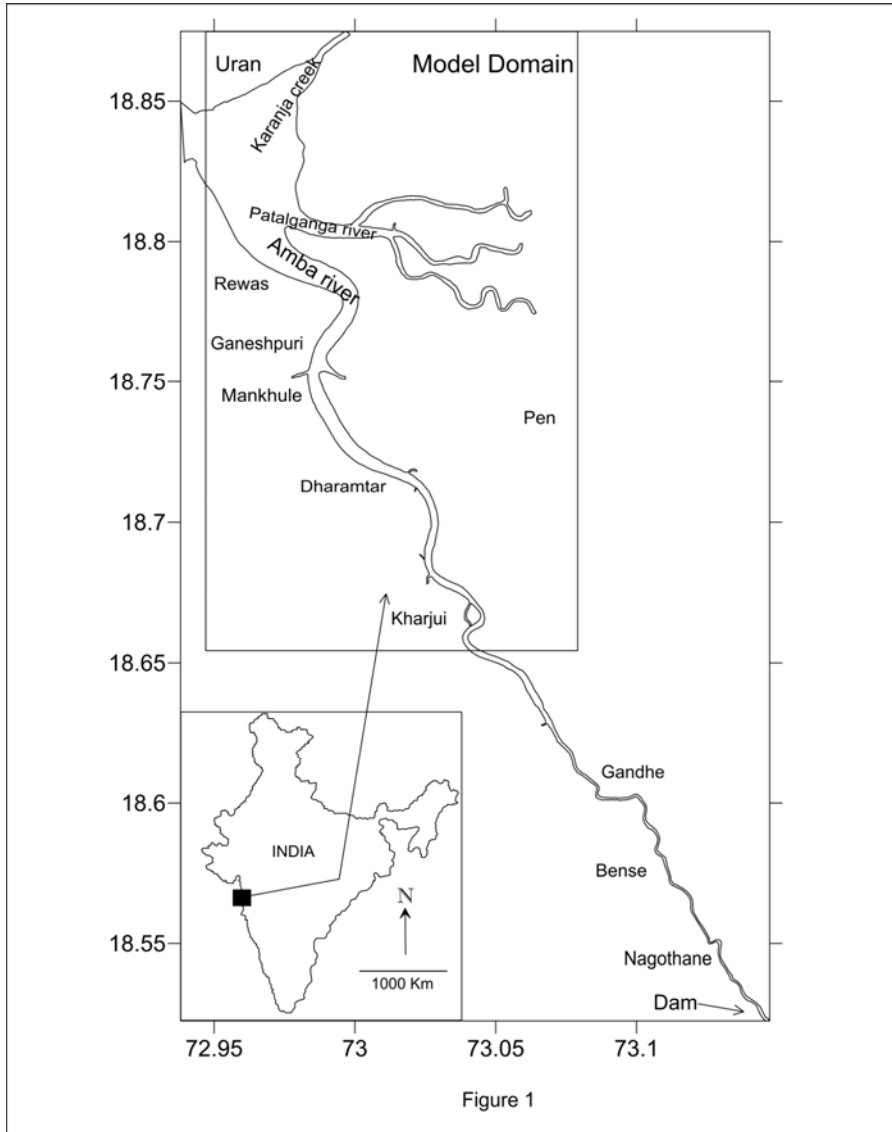 Uran
Model Domain
Karanja creek
18.85
Patalganga river
18.8
Amba river
Rewas
Ganeshpuri
18.75
Mankhule
Pen
Dharamtar
18.7
Kharjui
18.65
Gandhe
18.6
INDIA
Bense
N
18.55
Nagothane
1000 Km
Dam
72.95
73
73.05
73.1
Figure 1